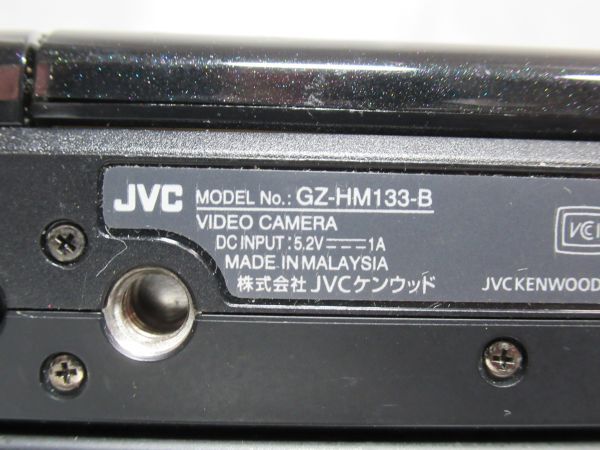 JVC MODEL No.: GZ-HM133-B
VIDEO CAMERA
DC INPUT: 5.2V⎓1A
MADE IN MALAYSIA
株式会社 JVCケンウッド
JVCKENWOOD